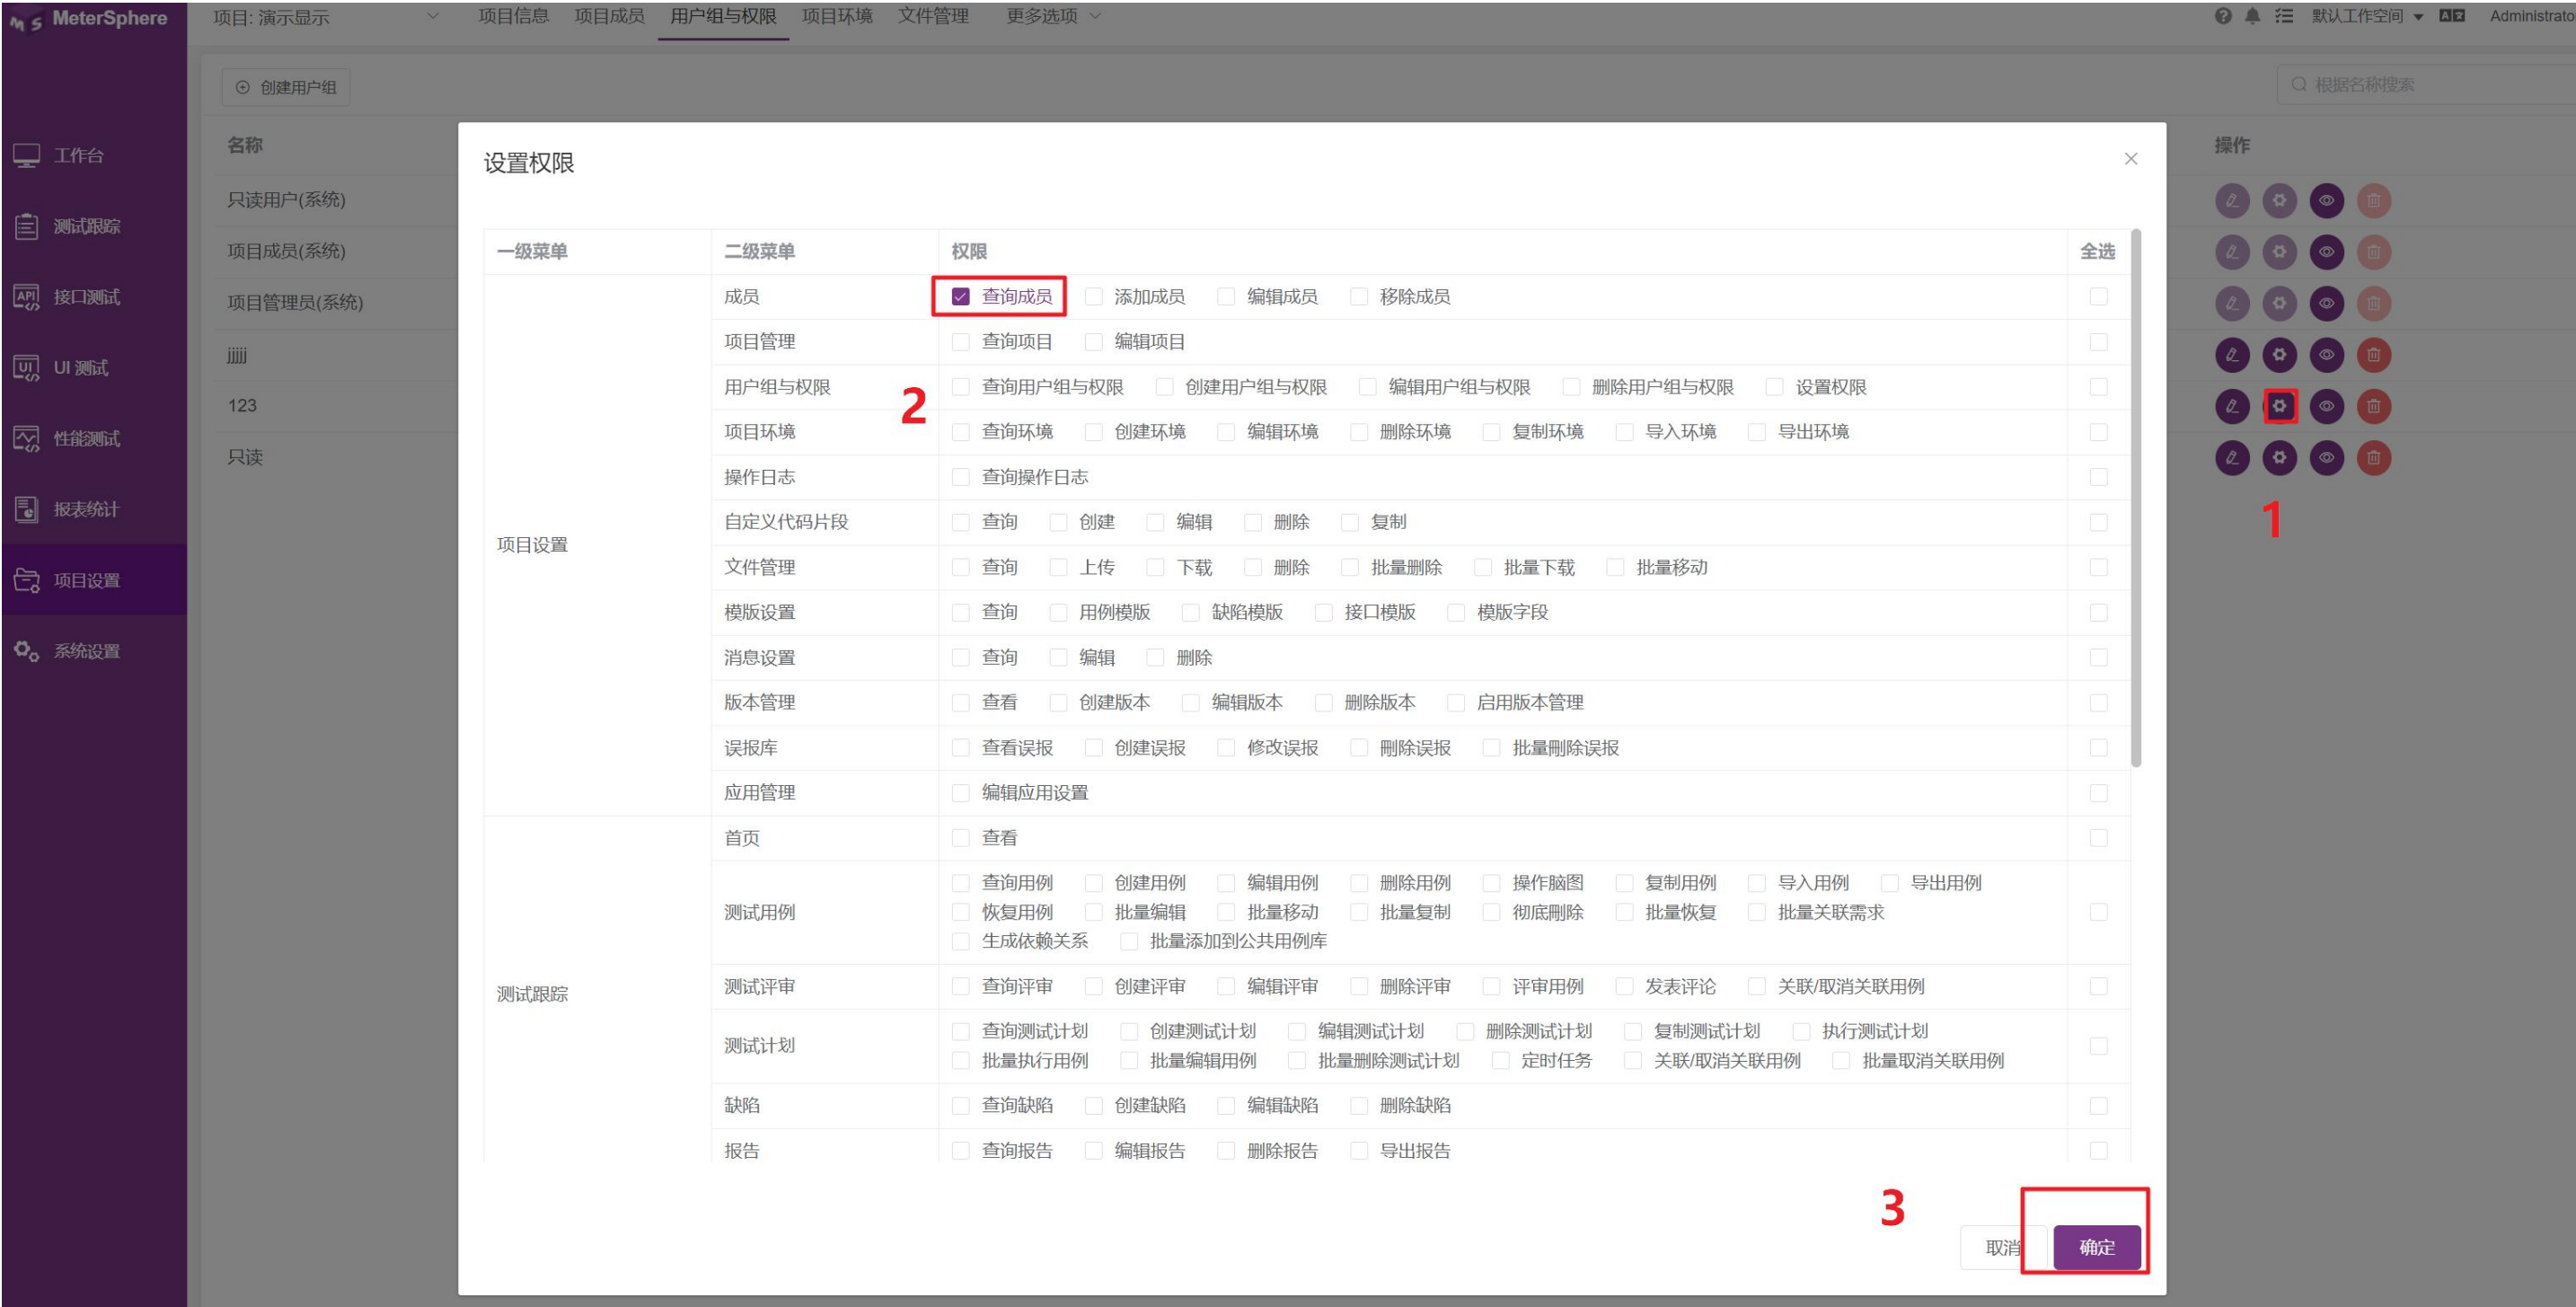 MeterSphere 项目: 演示显示 项目信息 项目成员 用户组与权限 项目环境 文件管理 更多选项 默认工作空间 Administrato
创建用户组 根据名称搜索
工作台
测试跟踪
API 接口测试
UI UI 测试
性能测试
报表统计
项目设置
系统设置
名称 操作
只读用户(系统)
项目成员(系统)
项目管理员(系统)
jjjjj
123
只读
1
设置权限
一级菜单 二级菜单 权限 全选
项目设置
成员 查询成员 添加成员 编辑成员 移除成员
项目管理 查询项目 编辑项目
用户组与权限 查询用户组与权限 创建用户组与权限 编辑用户组与权限 删除用户组与权限 设置权限
2
项目环境 查询环境 创建环境 编辑环境 删除环境 复制环境 导入环境 导出环境
操作日志 查询操作日志
自定义代码片段 查询 创建 编辑 删除 复制
文件管理 查询 上传 下载 删除 批量删除 批量下载 批量移动
模版设置 查询 用例模版 缺陷模版 接口模版 模版字段
消息设置 查询 编辑 删除
版本管理 查看 创建版本 编辑版本 删除版本 启用版本管理
误报库 查看误报 创建误报 修改误报 刪除误报 批量刪除误报
应用管理 编辑应用设置
测试跟踪
首页 查看
测试用例 查询用例 创建用例 编辑用例 删除用例 操作脑图 复制用例 导入用例 导出用例
恢复用例 批量编辑 批量移动 批量复制 彻底刪除 批量恢复 批量关联需求
生成依赖关系 批量添加到公共用例库
测试评审 查询评审 创建评审 编辑评审 删除评审 评审用例 发表评论 关联/取消关联用例
测试计划 查询测试计划 创建测试计划 编辑测试计划 删除测试计划 复制测试计划 执行测试计划
批量执行用例 批量编辑用例 批量删除测试计划 定时任务 关联/取消关联用例 批量取消关联用例
缺陷 查询缺陷 创建缺陷 编辑缺陷 删除缺陷
报告 查询报告 编辑报告 删除报告 导出报告
3
取消 确定